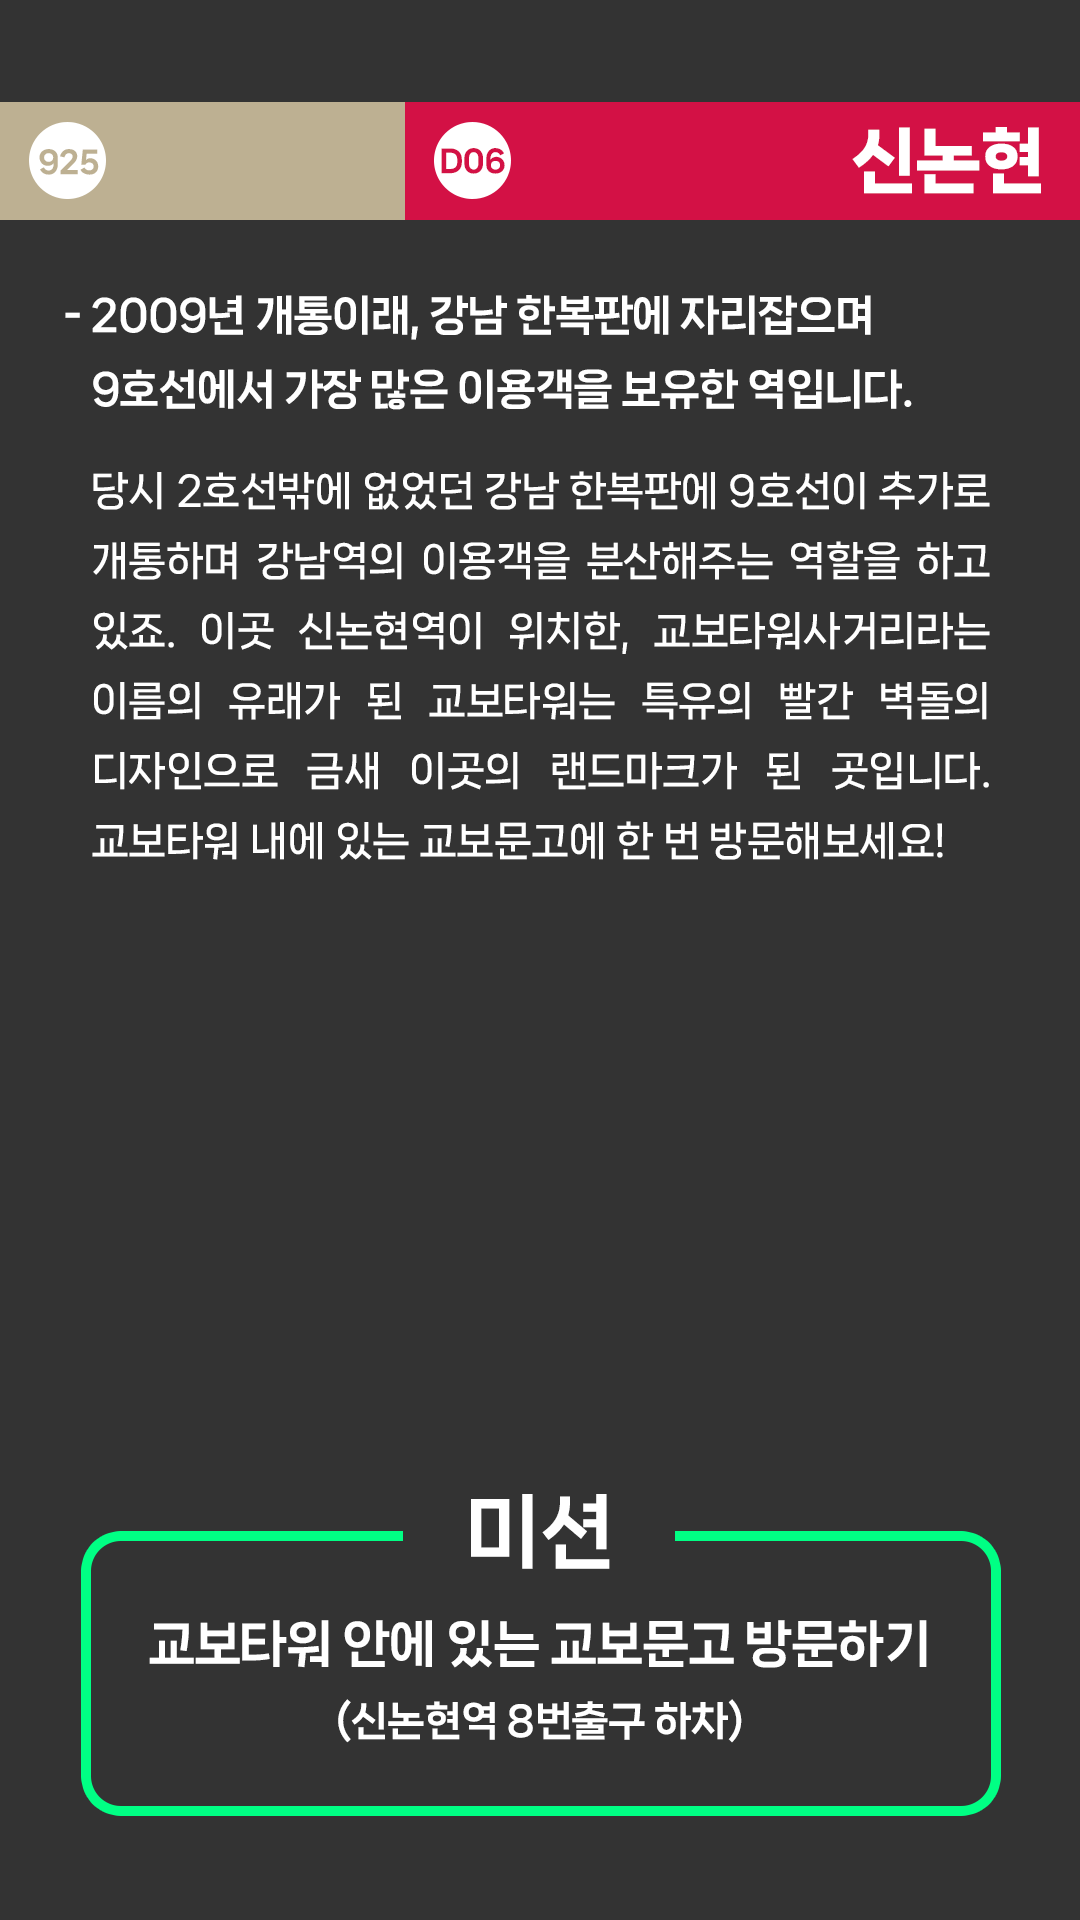 925
D06
신논현
- 2009년 개통이래, 강남 한복판에 자리잡으며
9호선에서 가장 많은 이용객을 보유한 역입니다.
당시 2호선밖에 없었던 강남 한복판에 9호선이 추가로
개통하며 강남역의 이용객을 분산해주는 역할을 하고
있죠. 이곳 신논현역이 위치한, 교보타워사거리라는
이름의 유래가 된 교보타워는 특유의 빨간 벽돌의
디자인으로 금새 이곳의 랜드마크가 된 곳입니다.
교보타워 내에 있는 교보문고에 한 번 방문해보세요!
미션
교보타워 안에 있는 교보문고 방문하기
(신논현역 8번출구 하차)